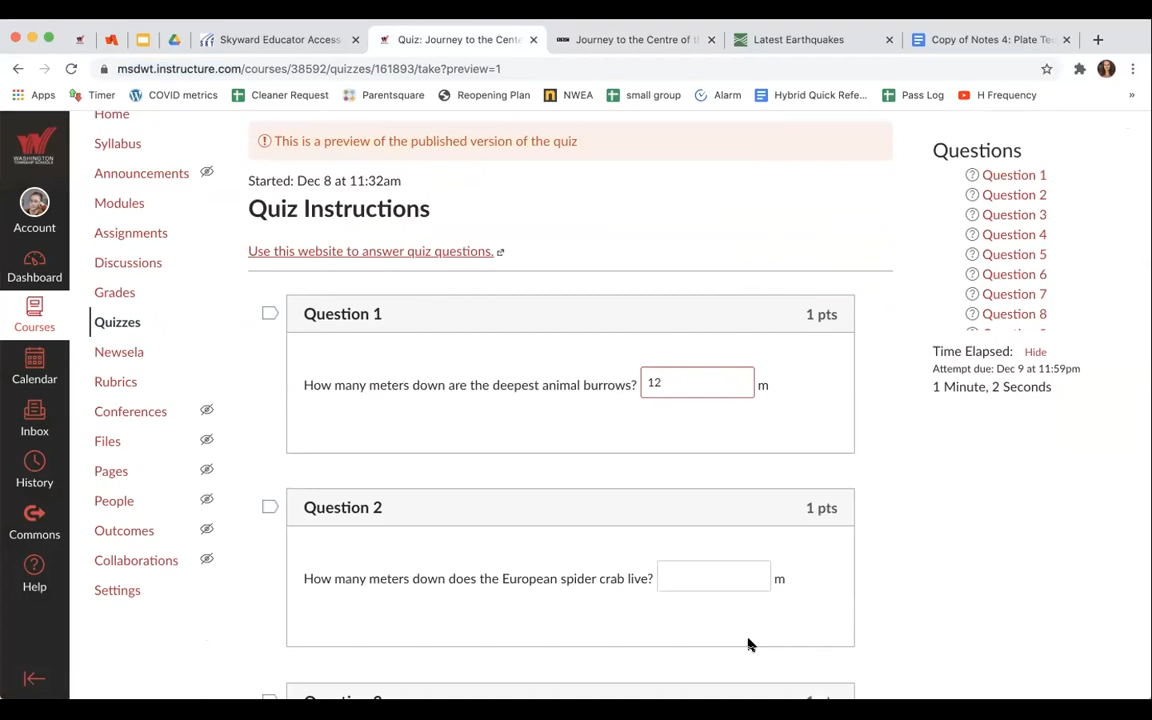 Skyward Educator Access
Quiz: Journey to the Cent
Journey to the Centre of t
Latest Earthquakes
Copy of Notes 4: Plate Te
msdwt.instructure.com/courses/38592/quizzes/161893/take?preview=1
Apps
Timer
COVID metrics
Cleaner Request
Parentsquare
Reopening Plan
NWEA
small group
Alarm
Hybrid Quick Refe...
Pass Log
H Frequency
»
WASHINGTON
TOWNSHIP SCHOOLS
Account
Dashboard
Courses
Calendar
Inbox
History
Commons
Help
Home
Syllabus
Announcements
Modules
Assignments
Discussions
Grades
Quizzes
Newsela
Rubrics
Conferences
Files
Pages
People
Outcomes
Collaborations
Settings
This is a preview of the published version of the quiz
Started: Dec 8 at 11:32am
Quiz Instructions
Use this website to answer quiz questions.
Question 1 1 pts
How many meters down are the deepest animal burrows? 12 m
Question 2 1 pts
How many meters down does the European spider crab live? m
Questions
Question 1
Question 2
Question 3
Question 4
Question 5
Question 6
Question 7
Question 8
Time Elapsed: Hide
Attempt due: Dec 9 at 11:59pm
1 Minute, 2 Seconds